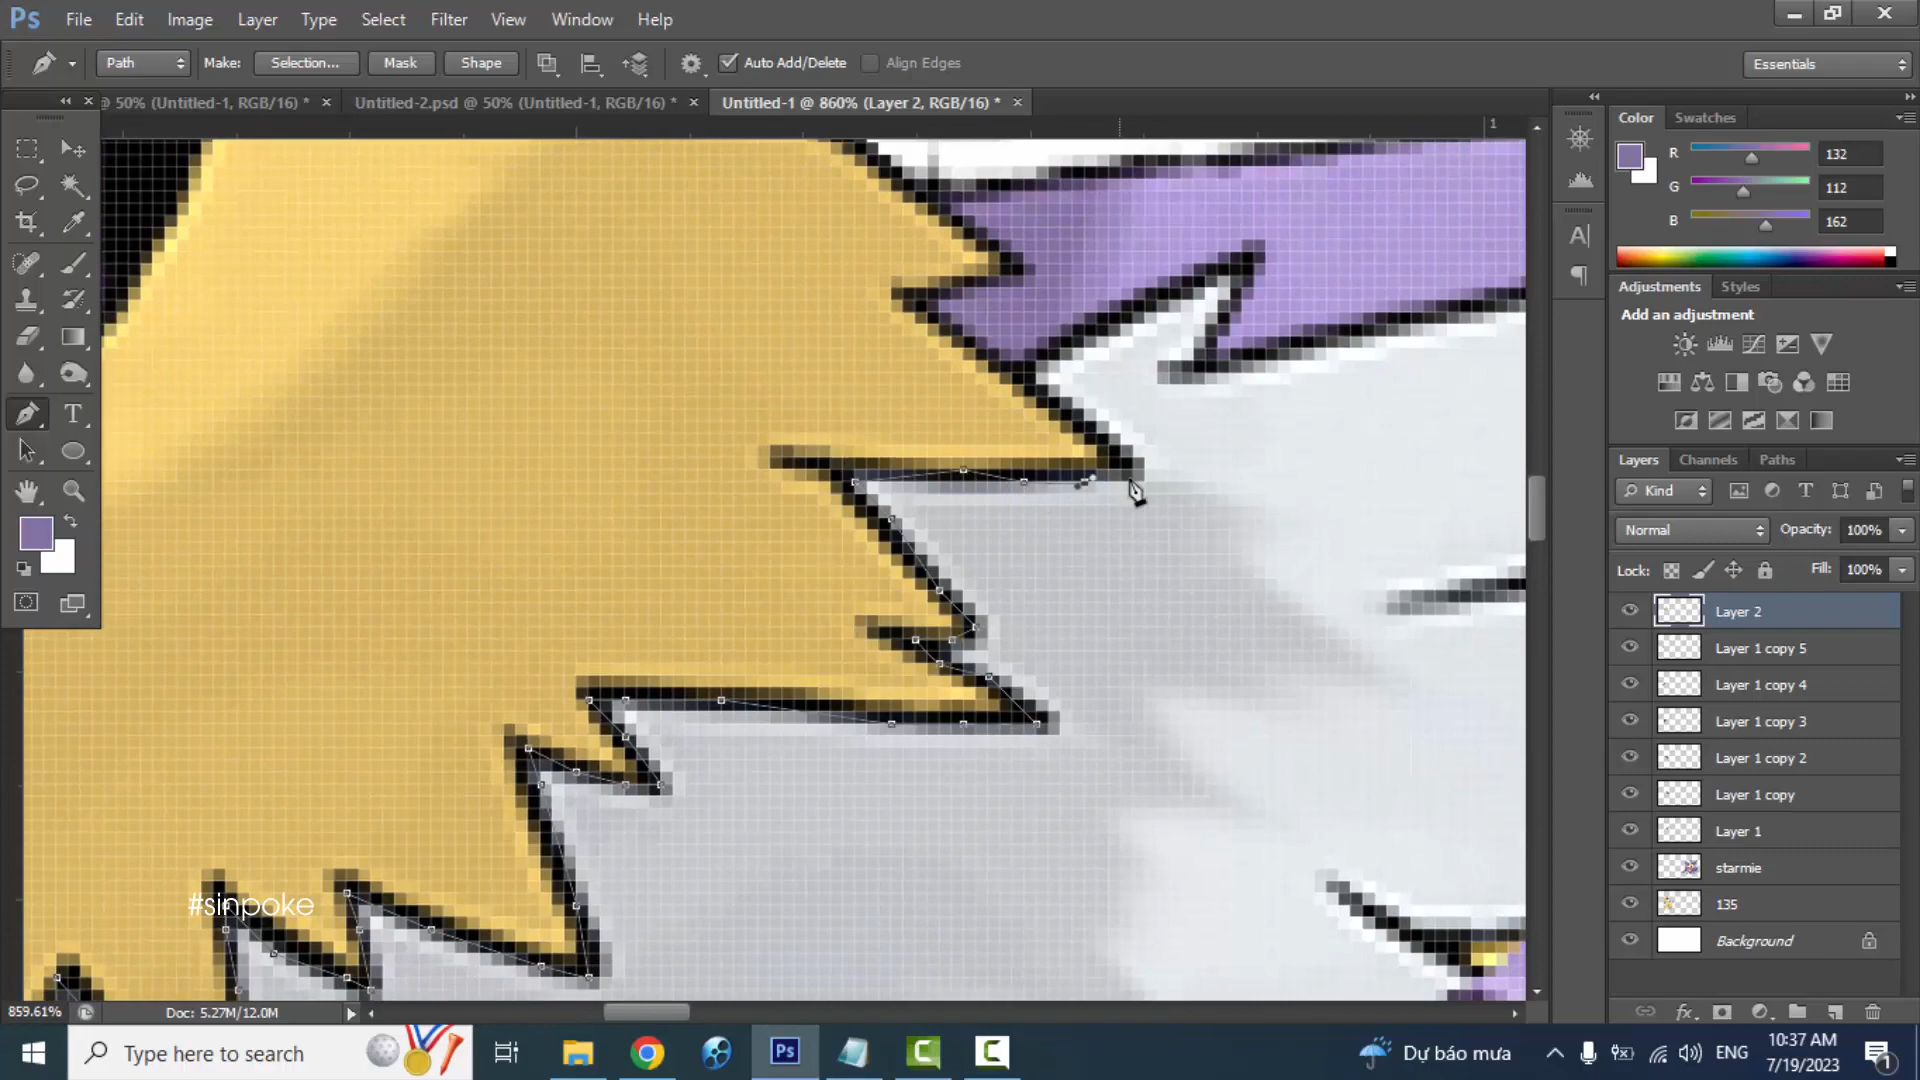 Ps File Edit Image Layer Type Select Filter View Window Help
Path Make: Selection... Mask Shape Auto Add/Delete Align Edges Essentials
@ 50% (Untitled-1, RGB/16) * × Untitled-2.psd @ 50% (Untitled-1, RGB/16) * × Untitled-1 @ 860% (Layer 2, RGB/16) * ×
1
Color Swatches
R 132
G 112
B 162
Adjustments Styles
Add an adjustment
Layers Channels Paths
Kind
Normal Opacity: 100%
Lock: Fill: 100%
Layer 2
Layer 1 copy 5
Layer 1 copy 4
Layer 1 copy 3
Layer 1 copy 2
Layer 1 copy
Layer 1
starmie
135
Background
#sinpoke
859.61% Doc: 5.27M/12.0M
Type here to search
Ps
Dự báo mưa
ENG
10:37 AM
7/19/2023
1